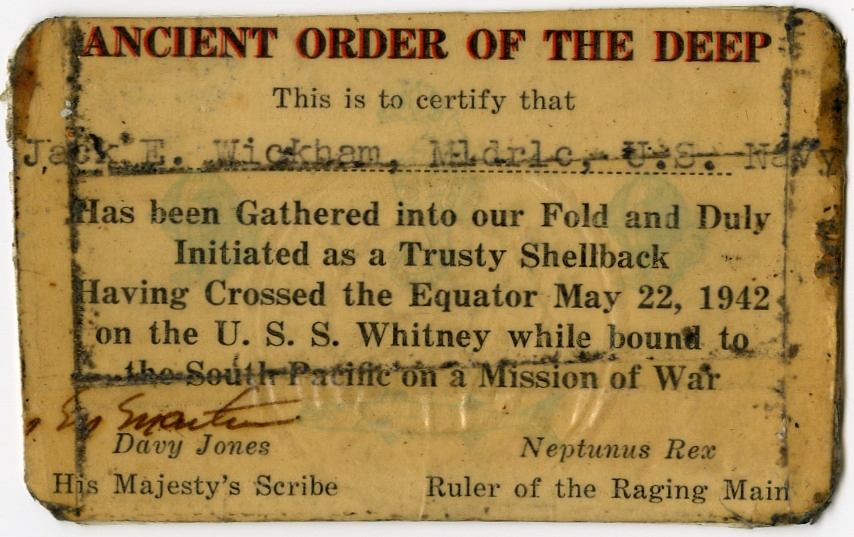 ANCIENT ORDER OF THE DEEP
This is to certify that
Jack E. Wickham, Mldrlc, U.S. Navy
Has been Gathered into our Fold and Duly
Initiated as a Trusty Shellback
Having Crossed the Equator May 22, 1942
on the U. S. S. Whitney while bound to
the South Pacific on a Mission of War
Davy Jones Neptunus Rex
His Majesty's Scribe Ruler of the Raging Main